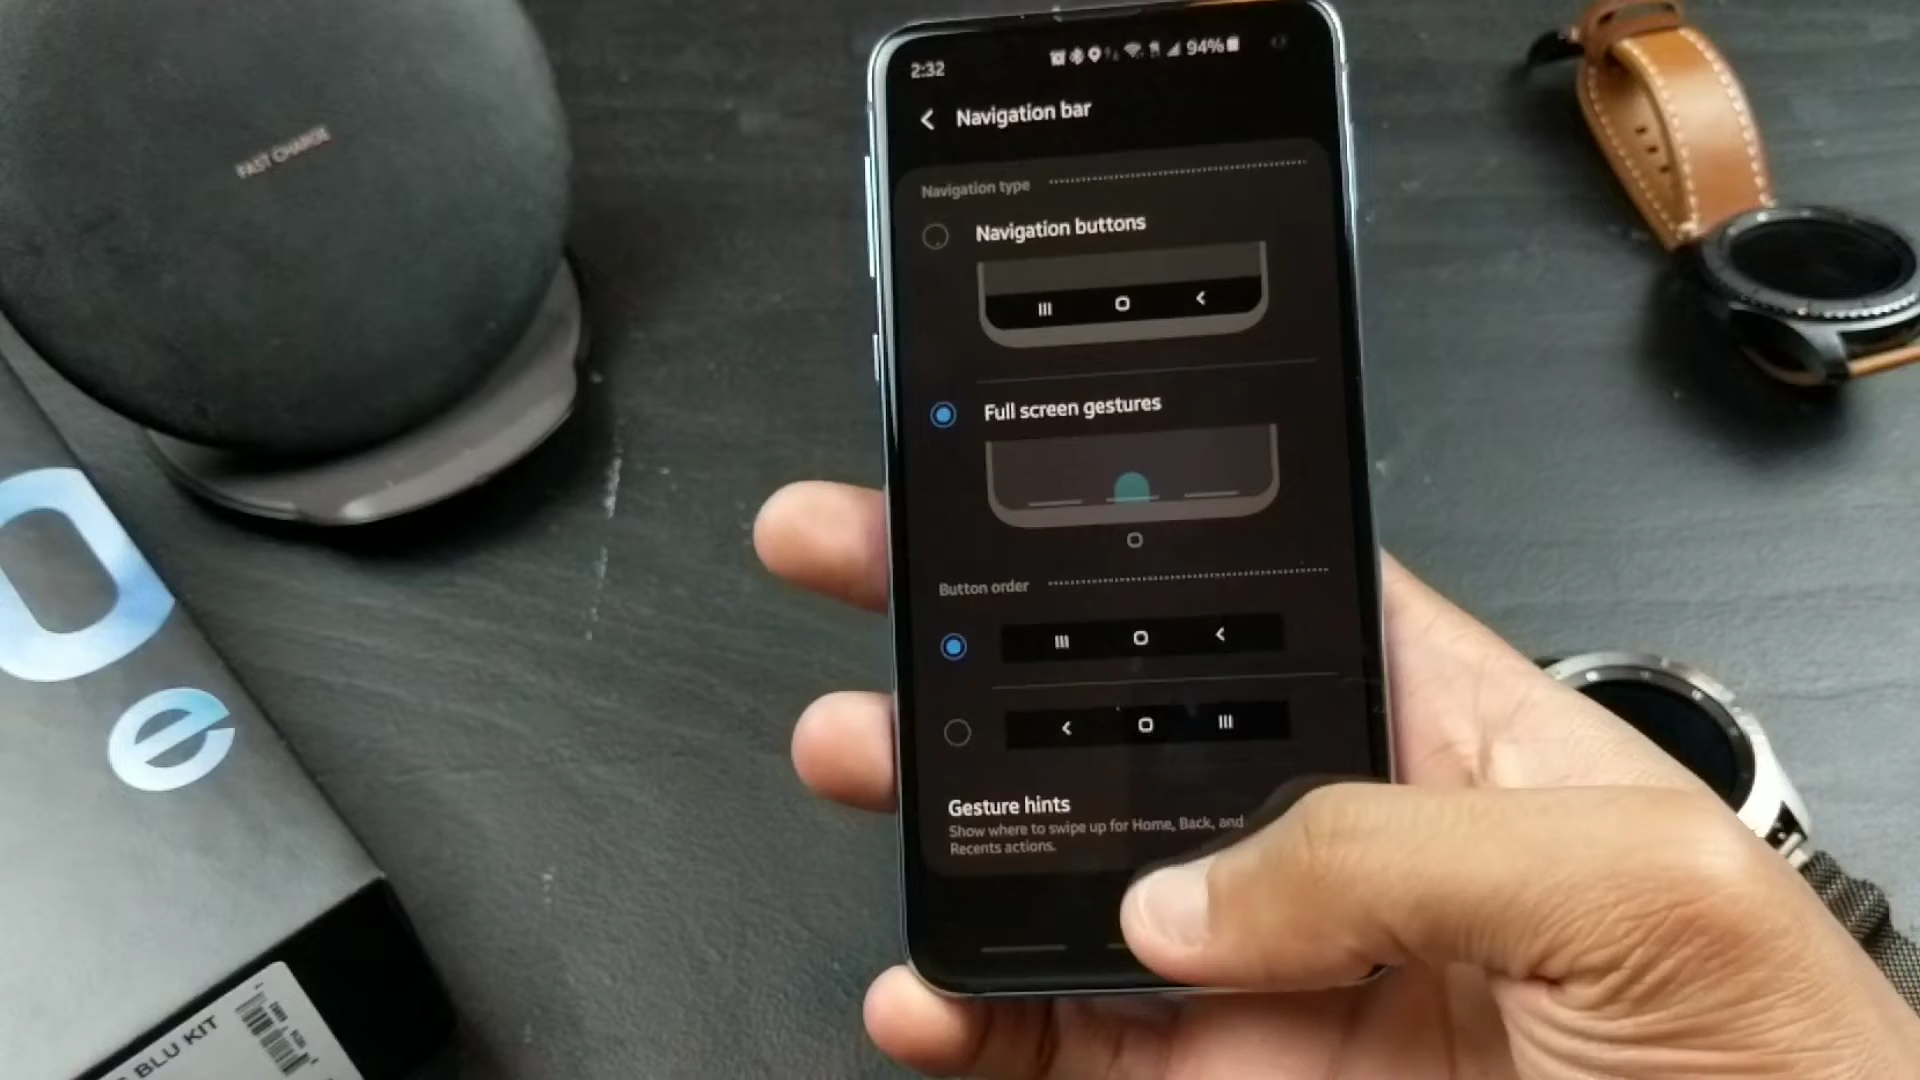 FAST CHARGE
2:32
94%
Navigation bar
Navigation type
Navigation buttons
Full screen gestures
Button order
Gesture hints
Show where to swipe up for Home, Back, and
Recents actions.
e
BLU KIT